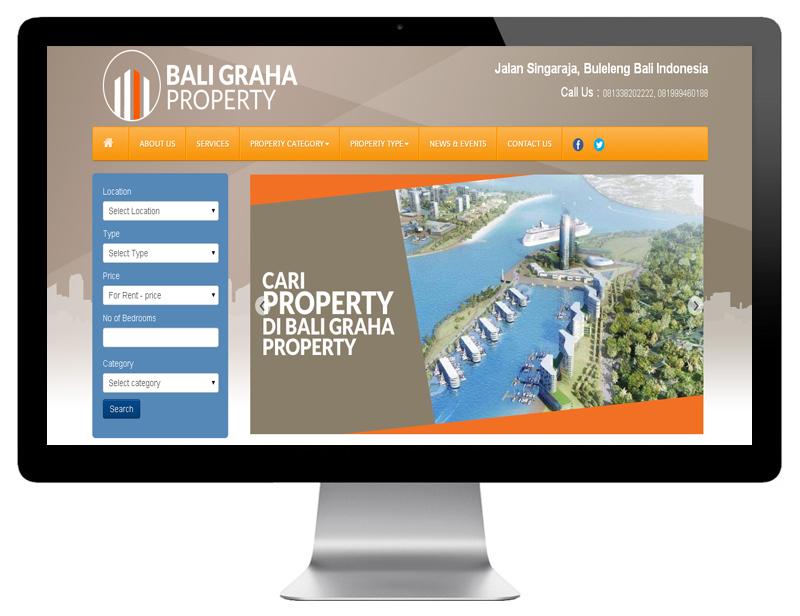 BALI GRAHA
PROPERTY
Jalan Singaraja, Buleleng Bali Indonesia
Call Us : 081338202222, 081999460188
ABOUT US SERVICES PROPERTY CATEGORY PROPERTY TYPE NEWS & EVENTS CONTACT US
Location
Select Location
Type
Select Type
Price
For Rent - price
No of Bedrooms
Category
Select category
Search
CARI
PROPERTY
DI BALI GRAHA
PROPERTY